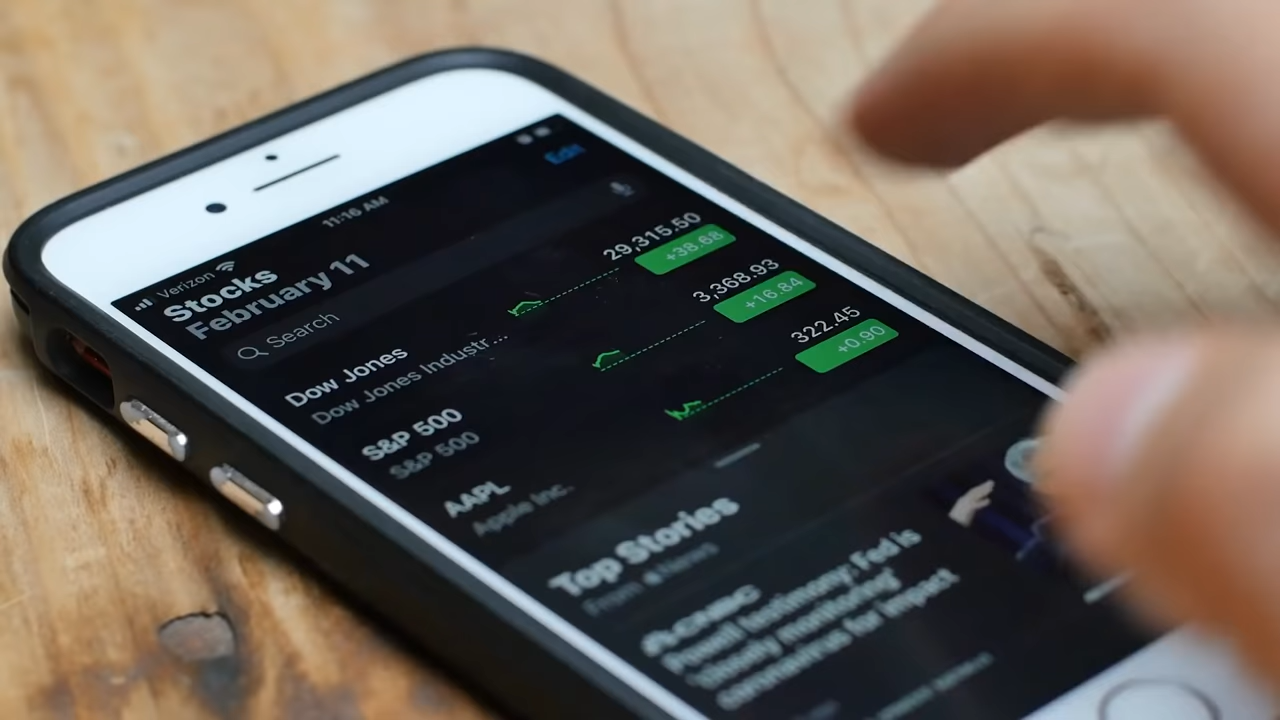 Verizon 11:16 AM
Stocks
February 11
Edit
Search
Dow Jones 29,315.50
Dow Jones Industr... +38.68
S&P 500 3,368.93
S&P 500 +16.84
AAPL 322.45
Apple Inc. +0.90
Top Stories
From News
CNBC
Powell testimony: Fed is
'closely monitoring'
coronavirus for impact